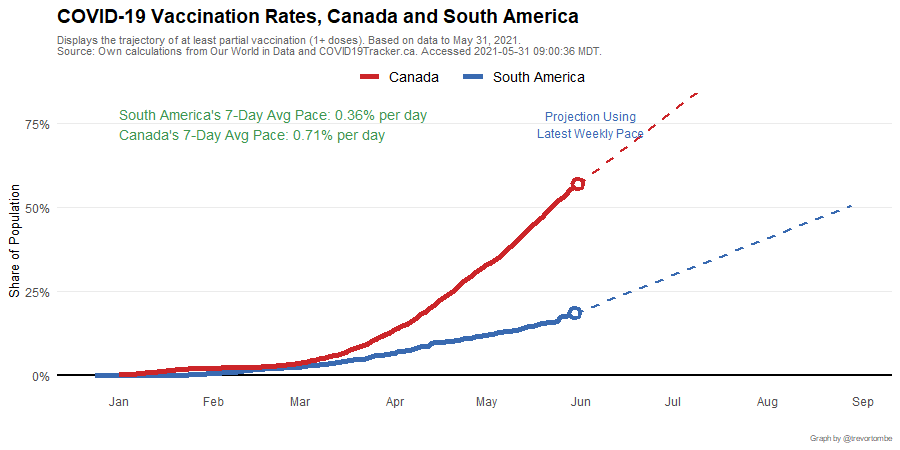 COVID-19 Vaccination Rates, Canada and South America
Displays the trajectory of at least partial vaccination (1+ doses). Based on data to May 31, 2021.
Source: Own calculations from Our World in Data and COVID19Tracker.ca. Accessed 2021-05-31 09:00:36 MDT.
Canada South America
South America's 7-Day Avg Pace: 0.36% per day
Canada's 7-Day Avg Pace: 0.71% per day
Projection Using
Latest Weekly Pace
Share of Population
75%
50%
25%
0%
Jan Feb Mar Apr May Jun Jul Aug Sep
Graph by @trevortombe